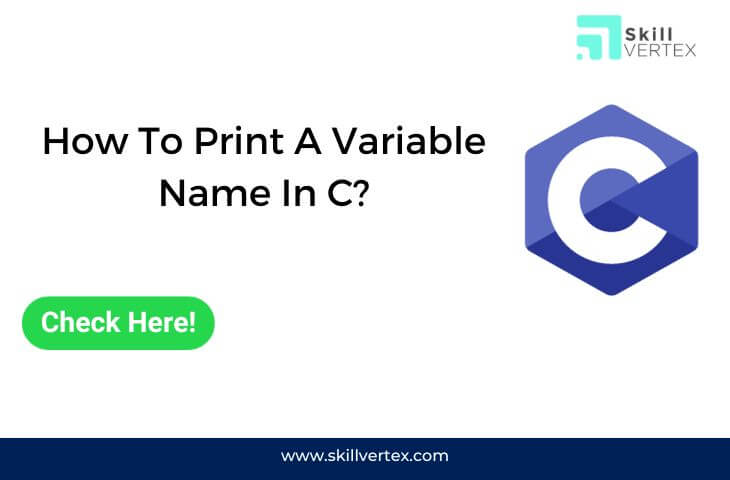 Skill
VERTEX
How To Print A Variable
Name In C?
C
Check Here!
www.skillvertex.com